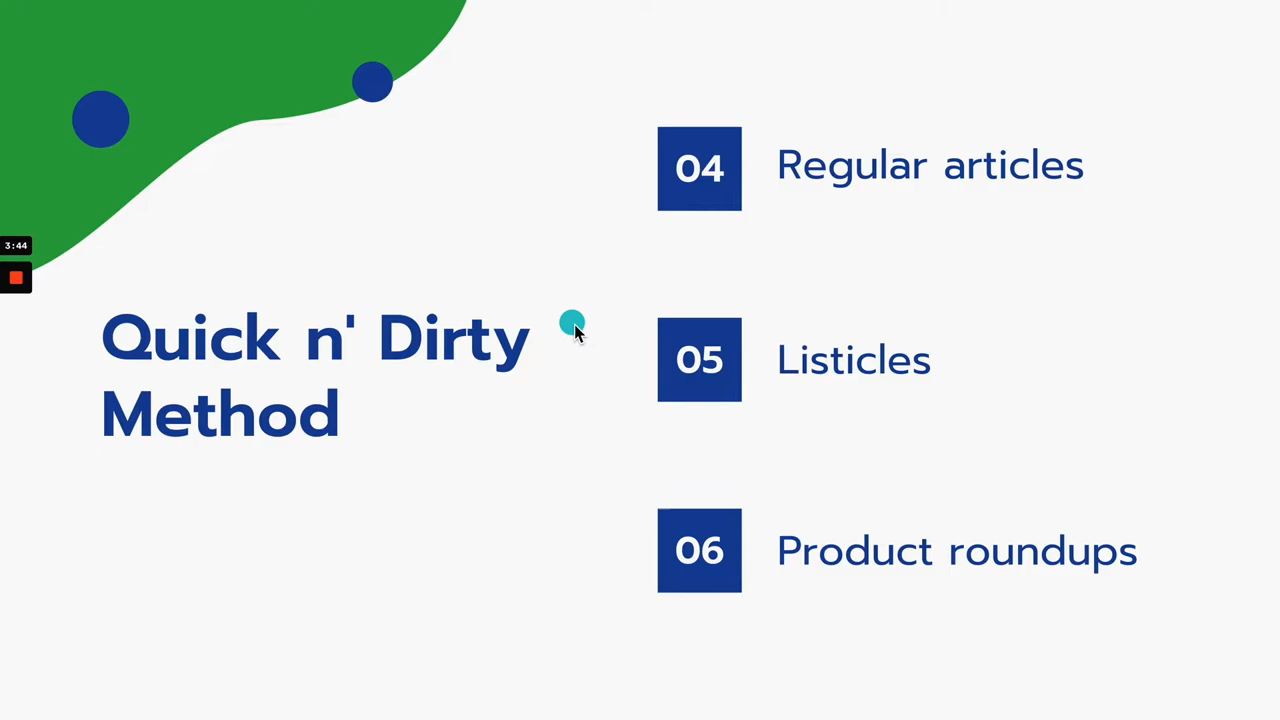 3:44
Quick n' Dirty
Method
04 Regular articles
05 Listicles
06 Product roundups